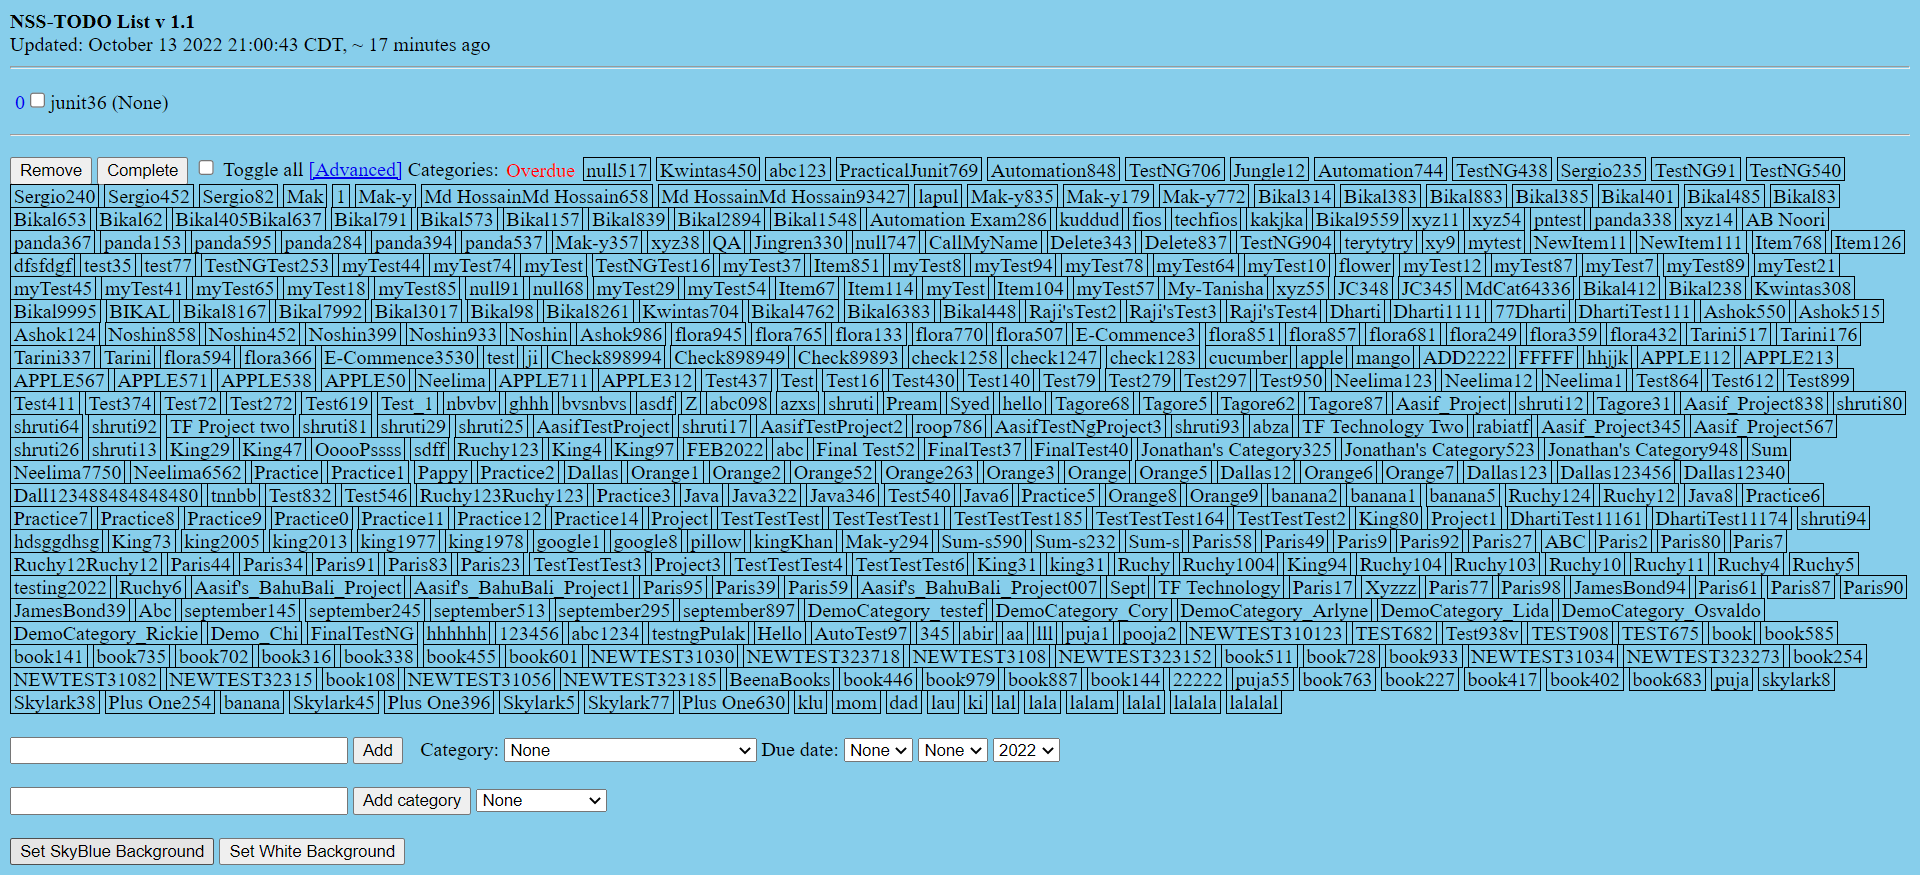 NSS-TODO List v 1.1
Updated: October 13 2022 21:00:43 CDT, ~ 17 minutes ago
0 junit36 (None)
Remove Complete Toggle all [Advanced] Categories: Overdue null517 Kwintas450 abc123 PracticalJunit769 Automation848 TestNG706 Jungle12 Automation744 TestNG438 Sergio235 TestNG91 TestNG540
Sergio240 Sergio452 Sergio82 Mak 1 Mak-y Md HossainMd Hossain658 Md HossainMd Hossain93427 lapul Mak-y835 Mak-y179 Mak-y772 Bikal314 Bikal383 Bikal883 Bikal385 Bikal401 Bikal485 Bikal83
Bikal653 Bikal62 Bikal405Bikal637 Bikal791 Bikal573 Bikal157 Bikal839 Bikal2894 Bikal1548 Automation Exam286 kuddud fios techfios kakjka Bikal9559 xyz11 xyz54 pntest panda338 xyz14 AB Noori
panda367 panda153 panda595 panda284 panda394 panda537 Mak-y357 xyz38 QA Jingren330 null747 CallMyName Delete343 Delete837 TestNG904 terytytry xy9 mytest NewItem11 NewItem111 Item768 Item126
dfsfdgf test35 test77 TestNGTest253 myTest44 myTest74 myTest TestNGTest16 myTest37 Item851 myTest8 myTest94 myTest78 myTest64 myTest10 flower myTest12 myTest87 myTest7 myTest89 myTest21
myTest45 myTest41 myTest65 myTest18 myTest85 null91 null68 myTest29 myTest54 Item67 Item114 myTest Item104 myTest57 My-Tanisha xyz55 JC348 JC345 MdCat64336 Bikal412 Bikal238 Kwintas308
Bikal9995 BIKAL Bikal8167 Bikal7992 Bikal3017 Bikal98 Bikal8261 Kwintas704 Bikal4762 Bikal6383 Bikal448 Raji'sTest2 Raji'sTest3 Raji'sTest4 Dharti Dharti1111 77Dharti DhartiTest111 Ashok550 Ashok515
Ashok124 Noshin858 Noshin452 Noshin399 Noshin933 Noshin Ashok986 flora945 flora765 flora133 flora770 flora507 E-Commence3 flora851 flora857 flora681 flora249 flora359 flora432 Tarini517 Tarini176
Tarini337 Tarini flora594 flora366 E-Commence3530 test ji Check898994 Check898949 Check89893 check1258 check1247 check1283 cucumber apple mango ADD2222 FFFFF hhjjk APPLE112 APPLE213
APPLE567 APPLE571 APPLE538 APPLE50 Neelima APPLE711 APPLE312 Test437 Test Test16 Test430 Test140 Test79 Test279 Test297 Test950 Neelima123 Neelima12 Neelima1 Test864 Test612 Test899
Test411 Test374 Test72 Test272 Test619 Test_1 nbvbv ghhh bvsnbvs asdf Z abc098 azxs shruti Pream Syed hello Tagore68 Tagore5 Tagore62 Tagore87 Aasif_Project shruti12 Tagore31 Aasif_Project838 shruti80
shruti64 shruti92 TF Project two shruti81 shruti29 shruti25 AasifTestProject shruti17 AasifTestProject2 roop786 AasifTestNgProject3 shruti93 abza TF Technology Two rabiatf Aasif_Project345 Aasif_Project567
shruti26 shruti13 King29 King47 OoooPssss sdff Ruchy123 King4 King97 FEB2022 abc Final Test52 FinalTest37 FinalTest40 Jonathan's Category325 Jonathan's Category523 Jonathan's Category948 Sum
Neelima7750 Neelima6562 Practice Practice1 Pappy Practice2 Dallas Orange1 Orange2 Orange52 Orange263 Orange3 Orange Orange5 Dallas12 Orange6 Orange7 Dallas123 Dallas123456 Dallas12340
Dall123488484848480 tnnbb Test832 Test546 Ruchy123Ruchy123 Practice3 Java Java322 Java346 Test540 Java6 Practice5 Orange8 Orange9 banana2 banana1 banana5 Ruchy124 Ruchy12 Java8 Practice6
Practice7 Practice8 Practice9 Practice0 Practice11 Practice12 Practice14 Project TestTestTest TestTestTest1 TestTestTest185 TestTestTest164 TestTestTest2 King80 Project1 DhartiTest11161 DhartiTest11174 shruti94
hdsggdhsg King73 king2005 king2013 king1977 king1978 google1 google8 pillow kingKhan Mak-y294 Sum-s590 Sum-s232 Sum-s Paris58 Paris49 Paris9 Paris92 Paris27 ABC Paris2 Paris80 Paris7
Ruchy12Ruchy12 Paris44 Paris34 Paris91 Paris83 Paris23 TestTestTest3 Project3 TestTestTest4 TestTestTest6 King31 king31 Ruchy Ruchy1004 King94 Ruchy104 Ruchy103 Ruchy10 Ruchy11 Ruchy4 Ruchy5
testing2022 Ruchy6 Aasif's_BahuBali_Project Aasif's_BahuBali_Project1 Paris95 Paris39 Paris59 Aasif's_BahuBali_Project007 Sept TF Technology Paris17 Xyzzz Paris77 Paris98 JamesBond94 Paris61 Paris87 Paris90
JamesBond39 Abc september145 september245 september513 september295 september897 DemoCategory_testef DemoCategory_Cory DemoCategory_Arlyne DemoCategory_Lida DemoCategory_Osvaldo
DemoCategory_Rickie Demo_Chi FinalTestNG hhhhhh 123456 abc1234 testngPulak Hello AutoTest97 345 abir aa lll puja1 pooja2 NEWTEST310123 TEST682 Test938v TEST908 TEST675 book book585
book141 book735 book702 book316 book338 book455 book601 NEWTEST31030 NEWTEST323718 NEWTEST3108 NEWTEST323152 book511 book728 book933 NEWTEST31034 NEWTEST323273 book254
NEWTEST31082 NEWTEST32315 book108 NEWTEST31056 NEWTEST323185 BeenaBooks book446 book979 book887 book144 22222 puja55 book763 book227 book417 book402 book683 puja skylark8
Skylark38 Plus One254 banana Skylark45 Plus One396 Skylark5 Skylark77 Plus One630 klu mom dad lau ki lal lala lalam lalal lalala lalalal
Add Category: None Due date: None None 2022
Add category None
Set SkyBlue Background Set White Background